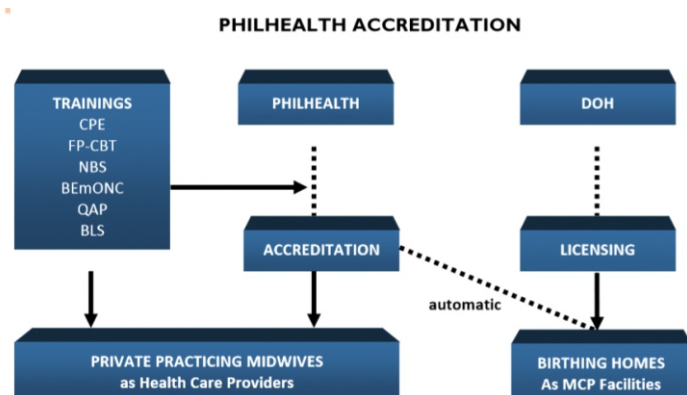 PHILHEALTH ACCREDITATION
TRAININGS
CPE
FP-CBT
NBS
BEmONC
QAP
BLS
PHILHEALTH
DOH
ACCREDITATION
LICENSING
automatic
PRIVATE PRACTICING MIDWIVES
as Health Care Providers
BIRTHING HOMES
As MCP Facilities